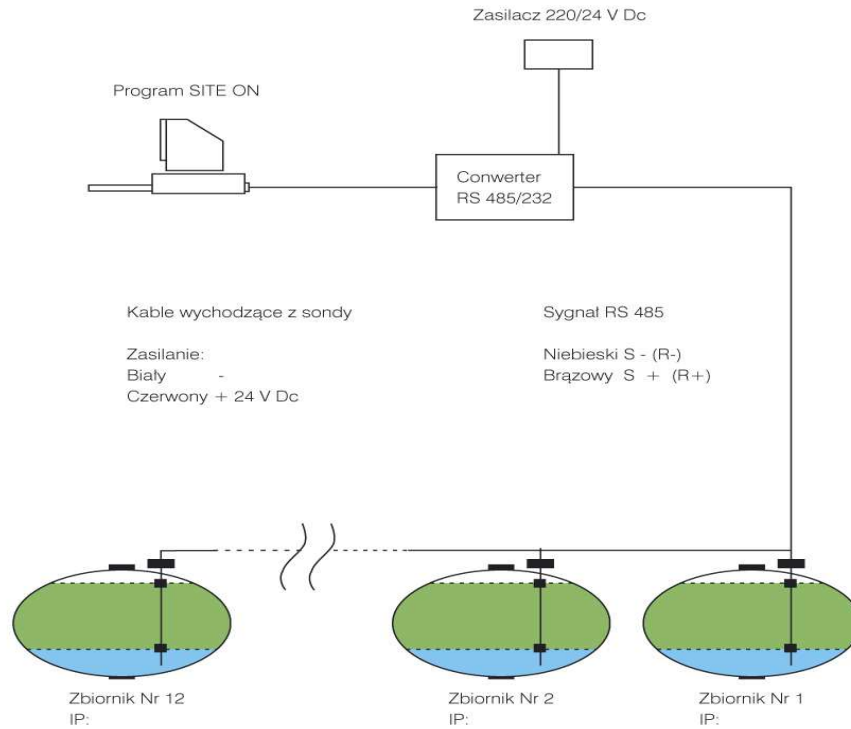 Zasilacz 220/24 V Dc
Program SITE ON
Conwerter
RS 485/232
Kable wychodzące z sondy
Zasilanie:
Biały -
Czerwony + 24 V Dc
Sygnał RS 485
Niebieski S - (R-)
Brązowy S + (R+)
Zbiornik Nr 12
IP:
Zbiornik Nr 2
IP:
Zbiornik Nr 1
IP: